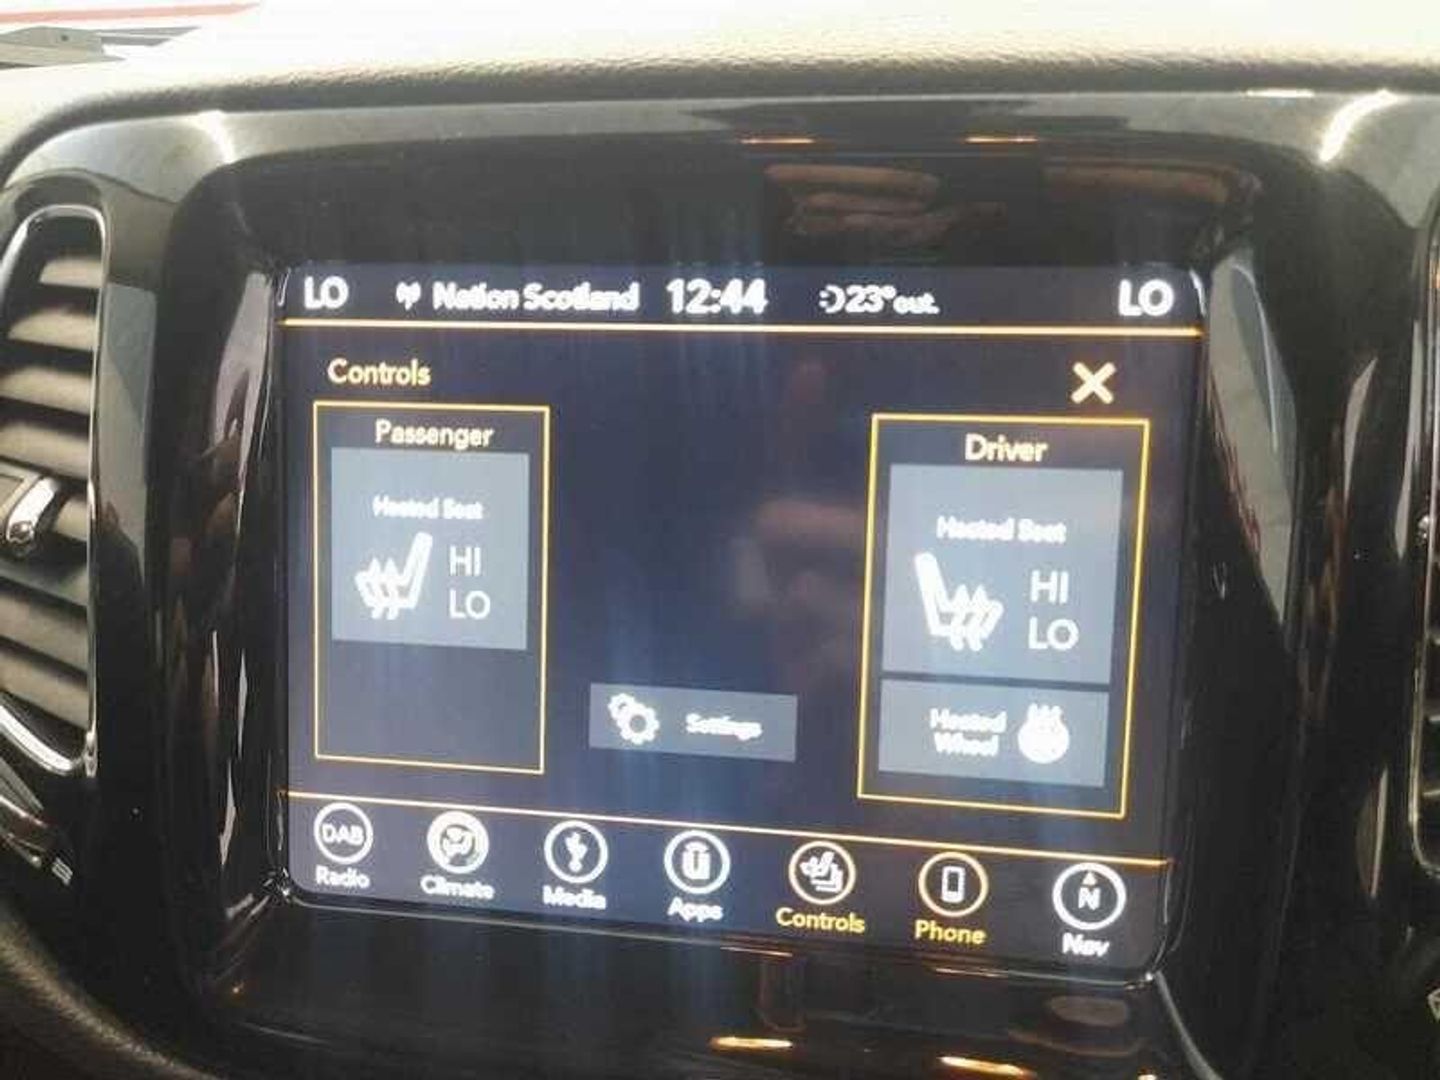 LO Nation Scotland 12:44 23° out. LO
Controls
Passenger
Heated Seat
HI
LO
Driver
Heated Seat
HI
LO
Settings
Heated
Wheel
DAB
Radio
Climate
Media
Apps
Controls
Phone
N
Nav